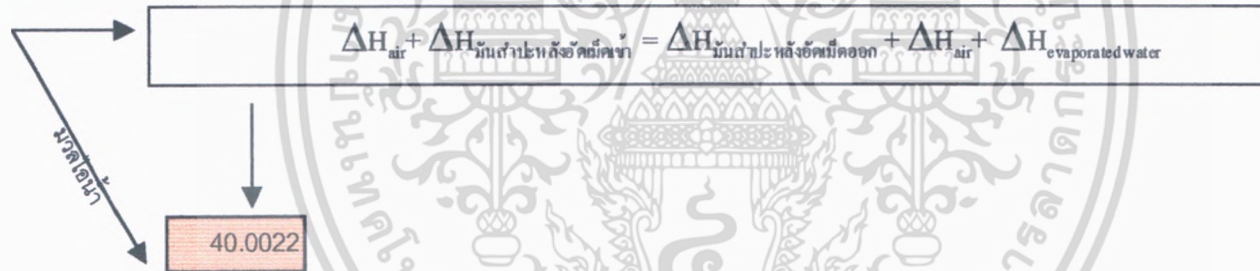 ΔH_air + ΔH_มันสำปะหลังอัดเม็ดเข้า = ΔH_มันสำปะหลังอัดเม็ดออก + ΔH_air + ΔH_evaporated water
มวลไอน้ำ
40.0022